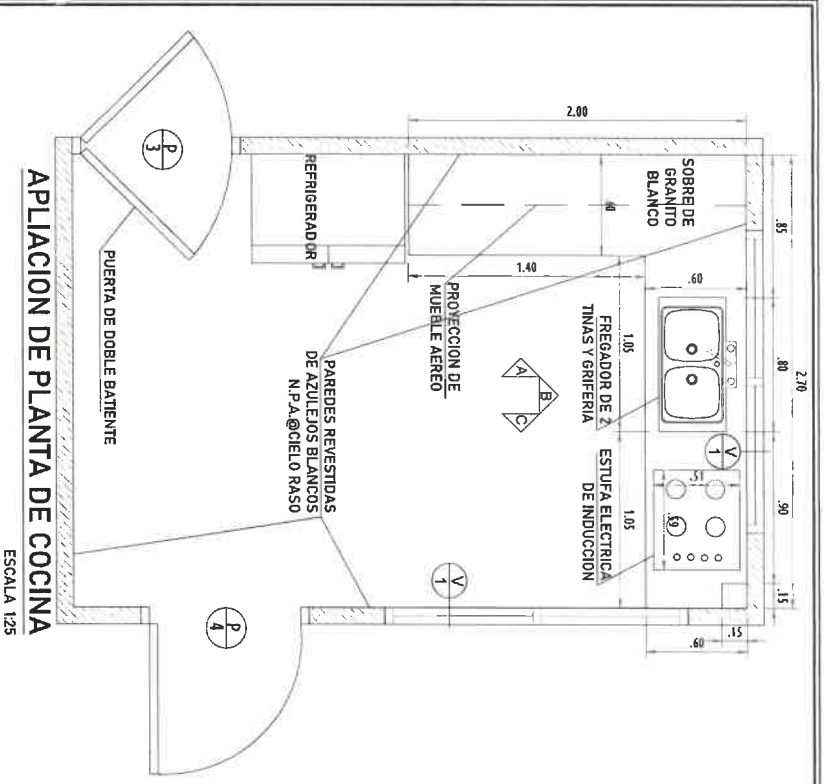 2.00
2.70
.85
.80
.90
.15
.15
.60
SOBRE DE
GRANITO
BLANCO
.60
.60
1.40
1.05
1.05
FREGADOR DE 2
TINAS Y GRIFERIA
V
1
ESTUFA ELECTRICA
DE INDUCCION
.51
.59
PROYECCION DE
MUEBLE AEREO
A
B
C
REFRIGERADOR
PAREDES REVESTIDAS
DE AZULEJOS BLANCOS
N.P.A.@CIELO RASO
V
1
P
3
PUERTA DE DOBLE BATIENTE
P
4
APLIACION DE PLANTA DE COCINA
ESCALA 1:25